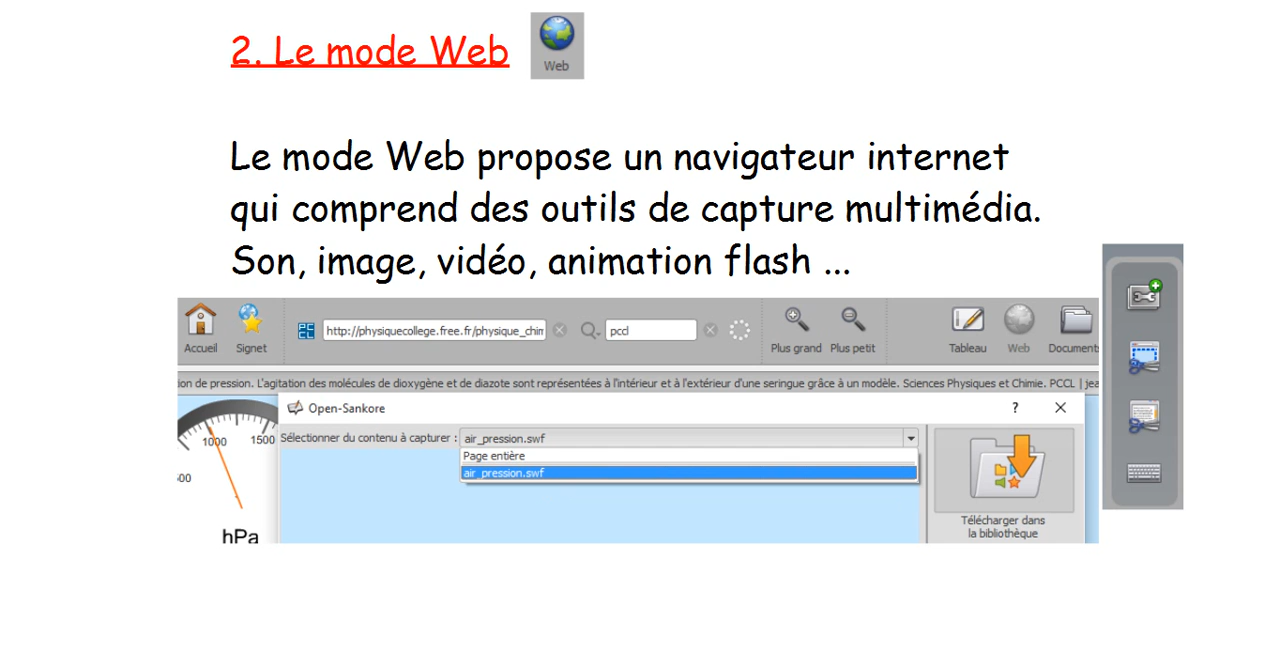 2. Le mode Web
Web
Le mode Web propose un navigateur internet
qui comprend des outils de capture multimédia.
Son, image, vidéo, animation flash ...
http://physiquecollege.free.fr/physique_chim
pccl
Accueil Signet Plus grand Plus petit Tableau Web Document
ion de pression. L'agitation des molécules de dioxygène et de diazote sont représentées à l'intérieur et à l'extérieur d'une seringue grâce à un modèle. Sciences Physiques et Chimie. PCCL | jea
Open-Sankore ? 
1000 1500 Sélectionner du contenu à capturer : air_pression.swf
Page entière
air_pression.swf
00
Télécharger dans
la bibliothèque
hPa